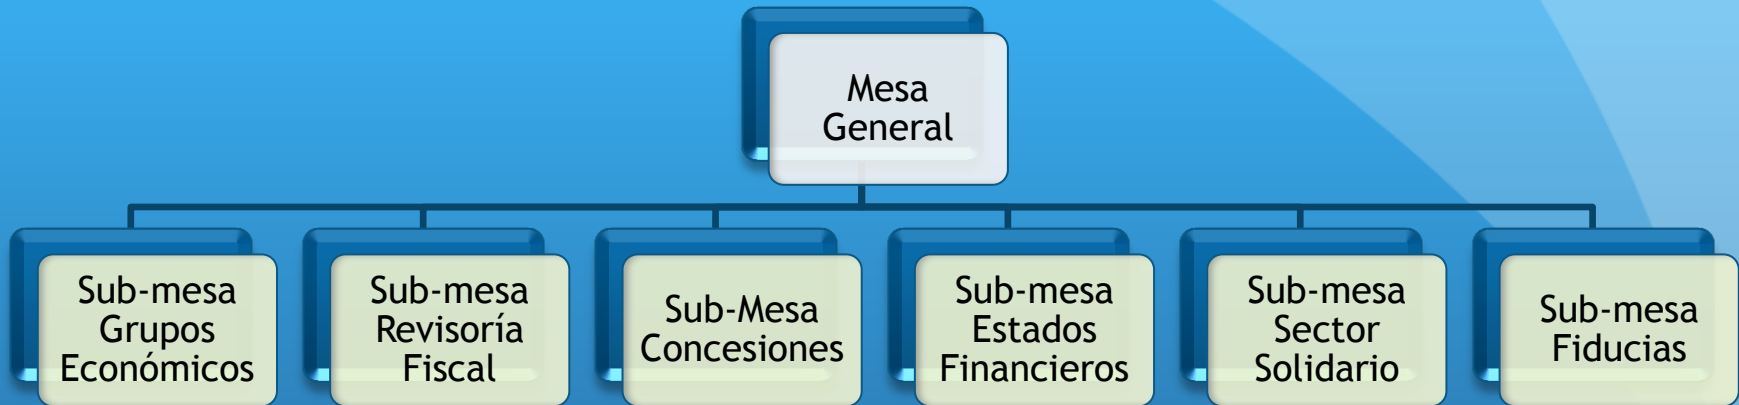 Mesa
General
Sub-mesa
Grupos
Económicos
Sub-mesa
Revisoría
Fiscal
Sub-Mesa
Concesiones
Sub-mesa
Estados
Financieros
Sub-mesa
Sector
Solidario
Sub-mesa
Fiducias